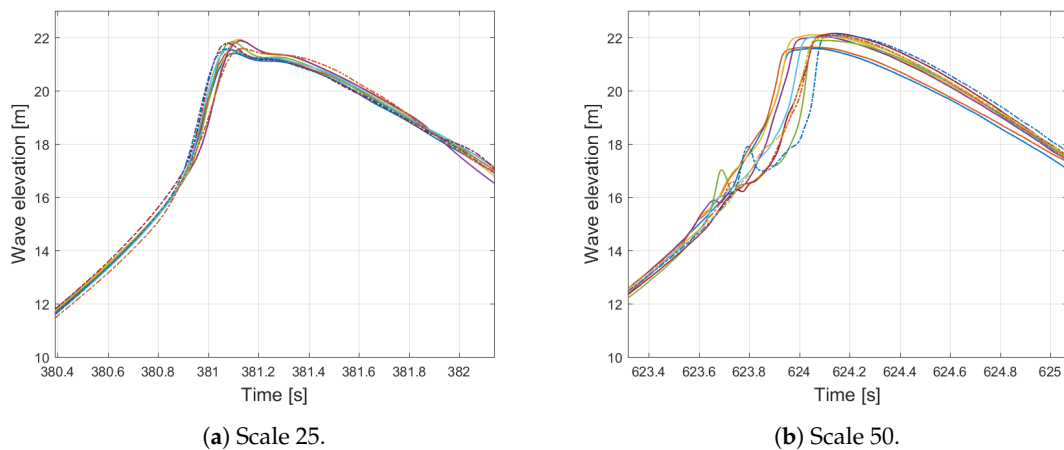 22
20
18
16
14
12
10
Wave elevation [m]
380.4 380.6 380.8 381 381.2 381.4 381.6 381.8 382
Time [s]
(a) Scale 25.
22
20
18
16
14
12
10
Wave elevation [m]
623.4 623.6 623.8 624 624.2 624.4 624.6 624.8 625
Time [s]
(b) Scale 50.